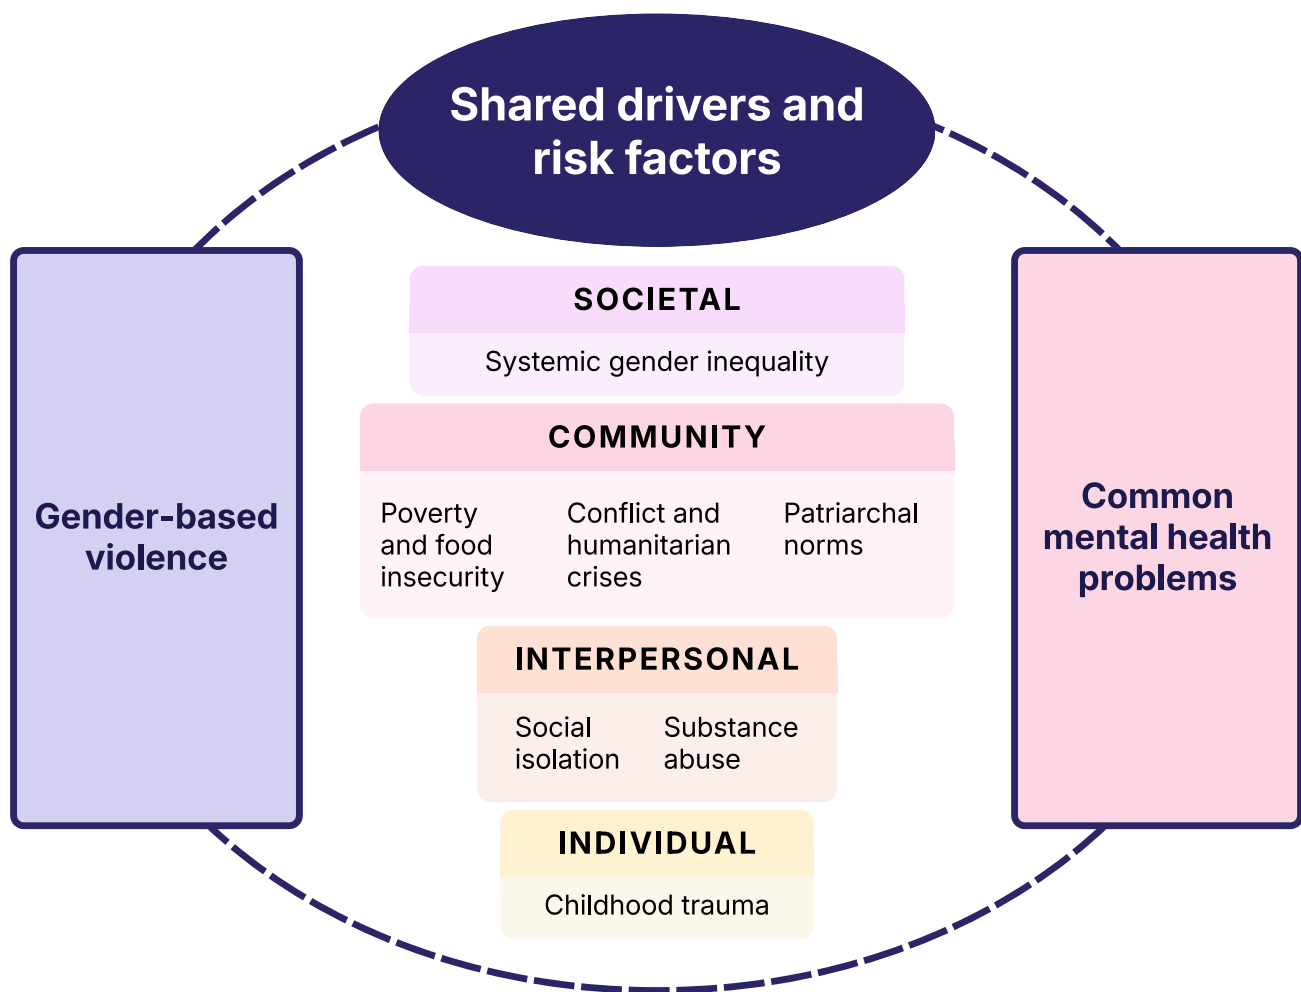 Shared drivers and
risk factors
SOCIETAL
Systemic gender inequality
COMMUNITY
Poverty
and food
insecurity
Conflict and
humanitarian
crises
Patriarchal
norms
INTERPERSONAL
Social
isolation
Substance
abuse
INDIVIDUAL
Childhood trauma
Gender-based
violence
Common
mental health
problems